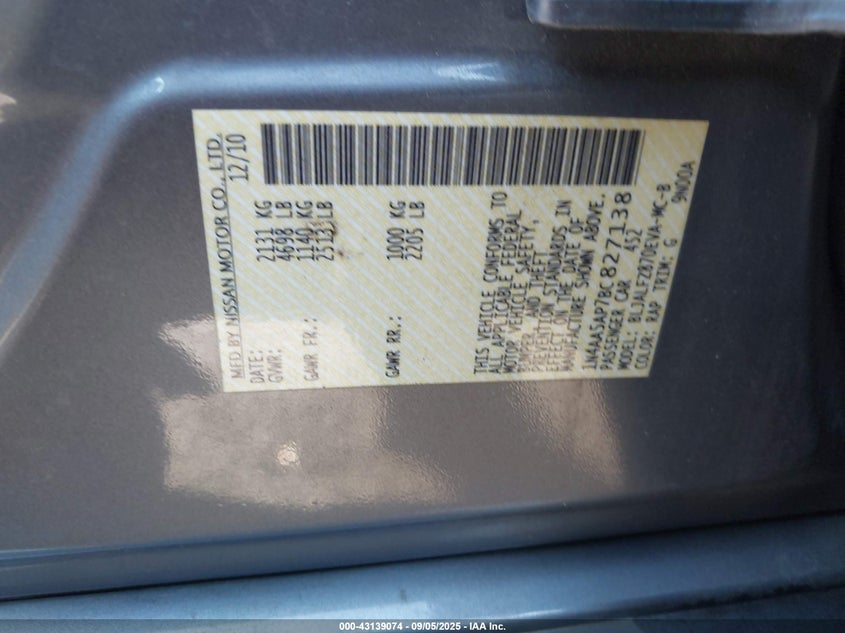 MFD BY NISSAN MOTOR CO., LTD.
DATE: 12/10
GVWR: 2131 KG
4698 LB
GAWR FR.: 1140 KG
2513 LB
GAWR RR.: 1000 KG
2205 LB
THIS VEHICLE CONFORMS TO
ALL APPLICABLE FEDERAL
MOTOR VEHICLE SAFETY,
BUMPER, AND THEFT
PREVENTION STANDARDS IN
EFFECT ON THE DATE OF
MANUFACTURE SHOWN ABOVE.
1N4AA5AP7BC827138
PASSENGER CAR 452
MODEL: BLJALFZ870EVA-MC-B
COLOR: RAP TRIM: G 9N00A
000-43139074 - 09/05/2025 - IAA Inc.